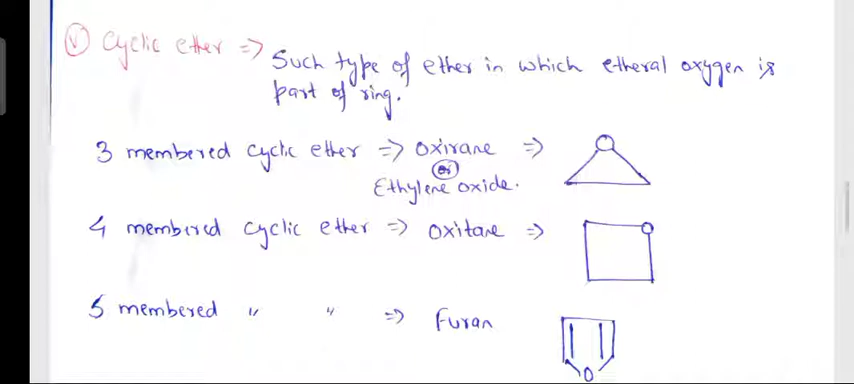 (V) Cyclic ether => Such type of ether in which etheral oxygen is
part of ring.
3 membered cyclic ether => Oxirane =>
(or)
Ethylene oxide.
4 membered cyclic ether => Oxitane =>
5 membered " " => Furan
O